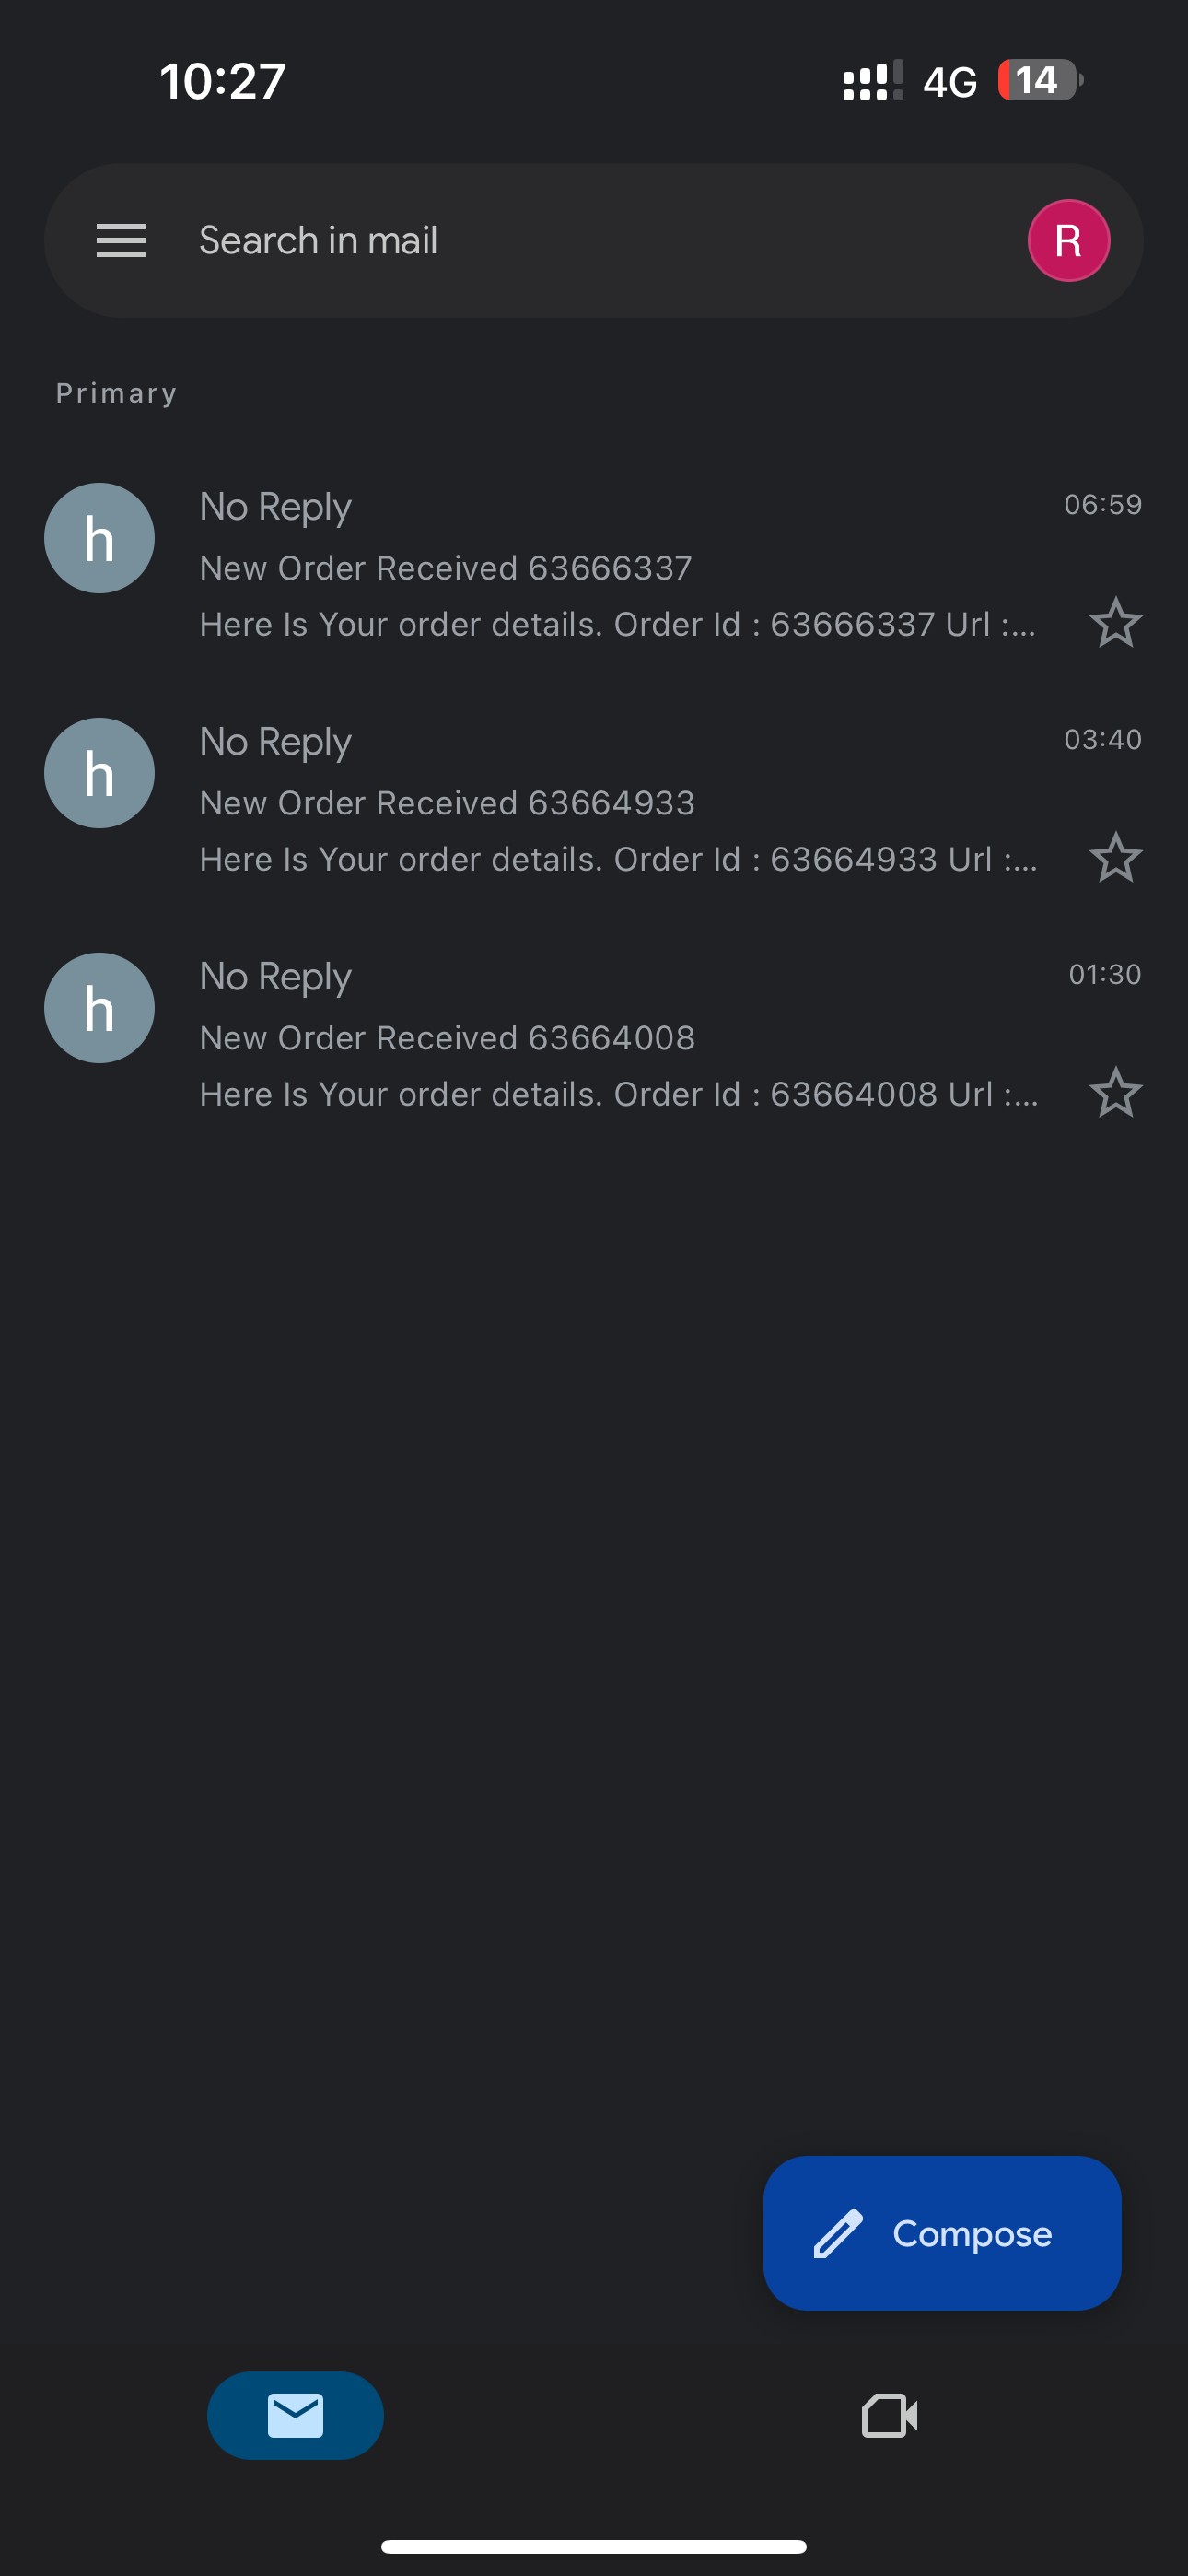 10:27 4G 14
Search in mail R
Primary
h No Reply 06:59
New Order Received 63666337
Here Is Your order details. Order Id : 63666337 Url :...
h No Reply 03:40
New Order Received 63664933
Here Is Your order details. Order Id : 63664933 Url :...
h No Reply 01:30
New Order Received 63664008
Here Is Your order details. Order Id : 63664008 Url :...
Compose